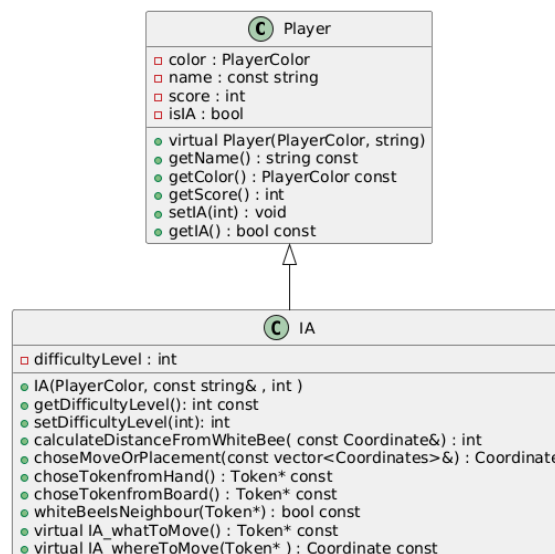 C Player
color : PlayerColor
name : const string
score : int
isIA : bool
virtual Player(PlayerColor, string)
getName() : string const
getColor() : PlayerColor const
getScore() : int
setIA(int) : void
getIA() : bool const
C IA
difficultyLevel : int
IA(PlayerColor, const string& , int )
getDifficultyLevel(): int const
setDifficultyLevel(int): int
calculateDistanceFromWhiteBee( const Coordinate&) : int
choseMoveOrPlacement(const vector<Coordinates>&) : Coordinate
choseTokenfromHand() : Token* const
choseTokenfromBoard() : Token* const
whiteBeeIsNeighbour(Token*) : bool const
virtual IA_whatToMove() : Token* const
virtual IA_whereToMove(Token* ) : Coordinate const